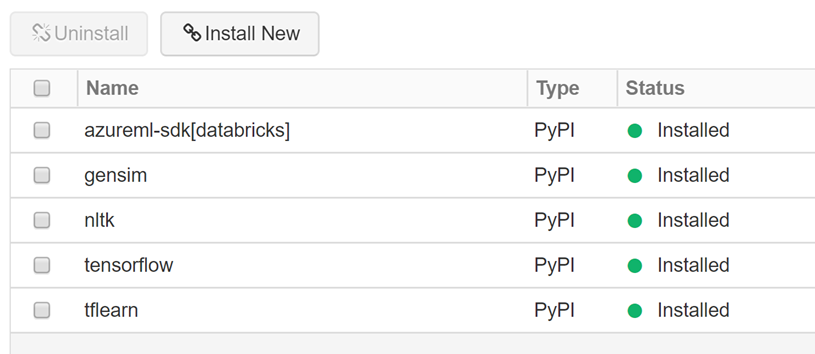 Uninstall Install New
Name Type Status
azureml-sdk[databricks] PyPI Installed
gensim PyPI Installed
nltk PyPI Installed
tensorflow PyPI Installed
tflearn PyPI Installed